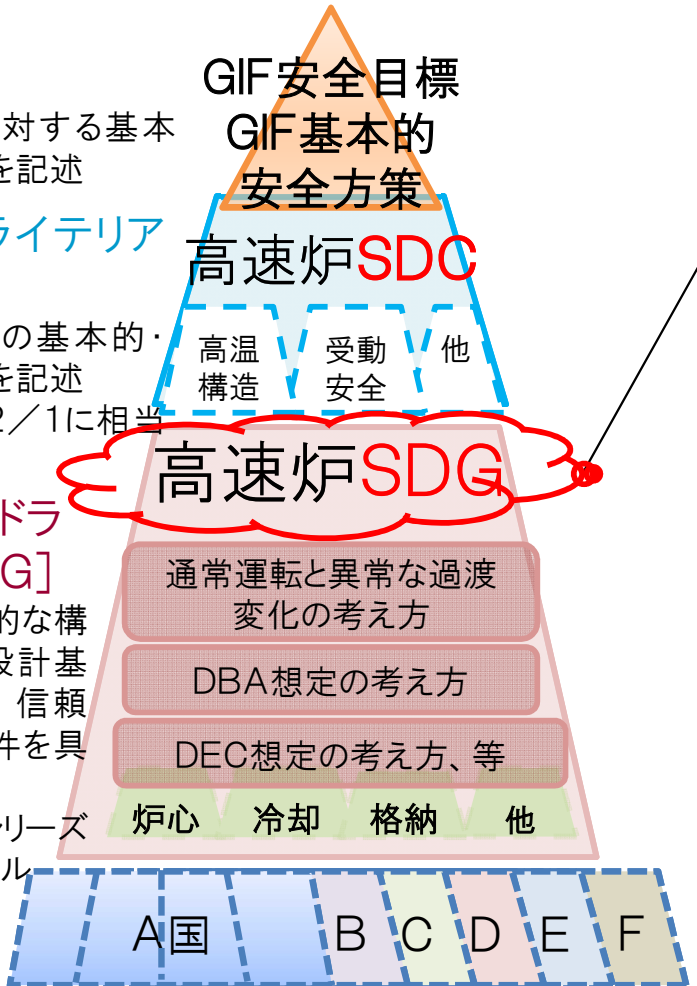 GIF安全目標
GIF基本的
安全方策
対する基本
を記述
ライテリア
高速炉SDC
の基本的・
を記述
2／1に相当
高温
構造
受動
安全
他
高速炉SDG
ドラ
G]
的な構
設計基
信頼
件を具
リーズ
ル
通常運転と異常な過渡
変化の考え方
DBA想定の考え方
DEC想定の考え方、等
炉心 冷却 格納 他
A国 B C D E F